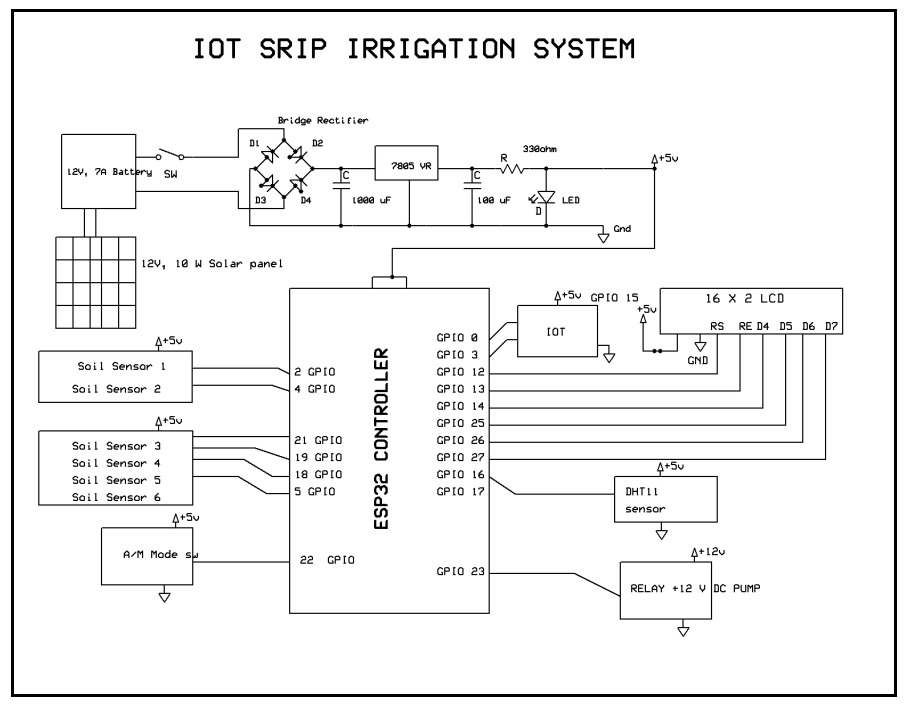 IOT SRIP IRRIGATION SYSTEM
Bridge Rectifier
D1
D2
D3
D4
12V, 7A Battery
SW
C
1000 uF
7805 VR
C
100 uF
R
330ohm
D
LED
+5v
Gnd
12V, 10 W Solar panel
+5v
Soil Sensor 1
Soil Sensor 2
+5v
Soil Sensor 3
Soil Sensor 4
Soil Sensor 5
Soil Sensor 6
+5v
A/M Mode sw
ESP32 CONTROLLER
2 GPIO
4 GPIO
21 GPIO
19 GPIO
18 GPIO
5 GPIO
22 GPIO
GPIO 0
GPIO 3
GPIO 12
GPIO 13
GPIO 14
GPIO 25
GPIO 26
GPIO 27
GPIO 16
GPIO 17
GPIO 23
+5v
GPIO 15
IOT
+5v
16 X 2 LCD
RS RE D4 D5 D6 D7
GND
+5v
DHT11
sensor
+12v
RELAY +12 V DC PUMP